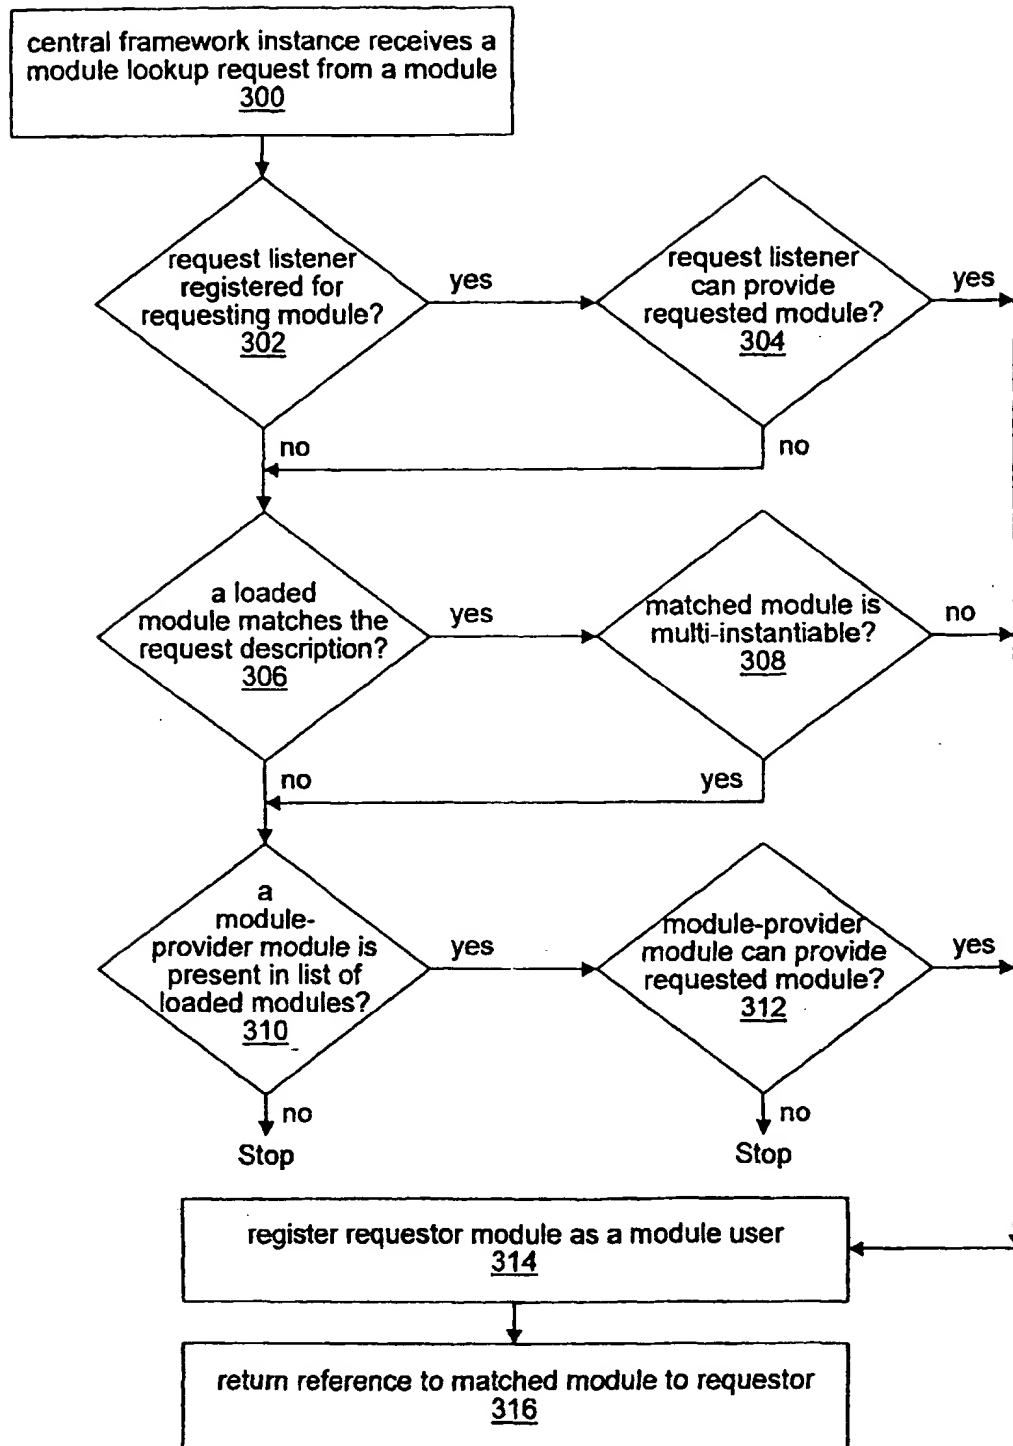 central framework instance receives a
module lookup request from a module
300
request listener
registered for
requesting module?
302
yes
request listener
can provide
requested module?
304
yes
no
no
a loaded
module matches the
request description?
306
yes
matched module is
multi-instantiable?
308
no
no
yes
a
module-
provider module is
present in list of
loaded modules?
310
yes
module-provider
module can provide
requested module?
312
yes
no
Stop
no
Stop
register requestor module as a module user
314
return reference to matched module to requestor
316